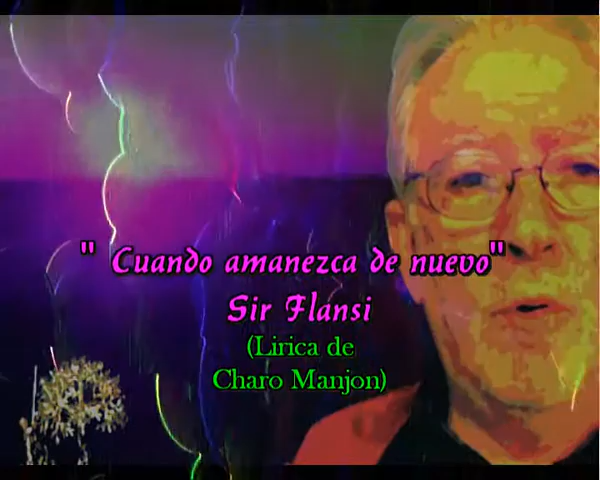 " Cuando amanezca de nuevo"
Sir Flansi
(Lirica de
Charo Manjon)